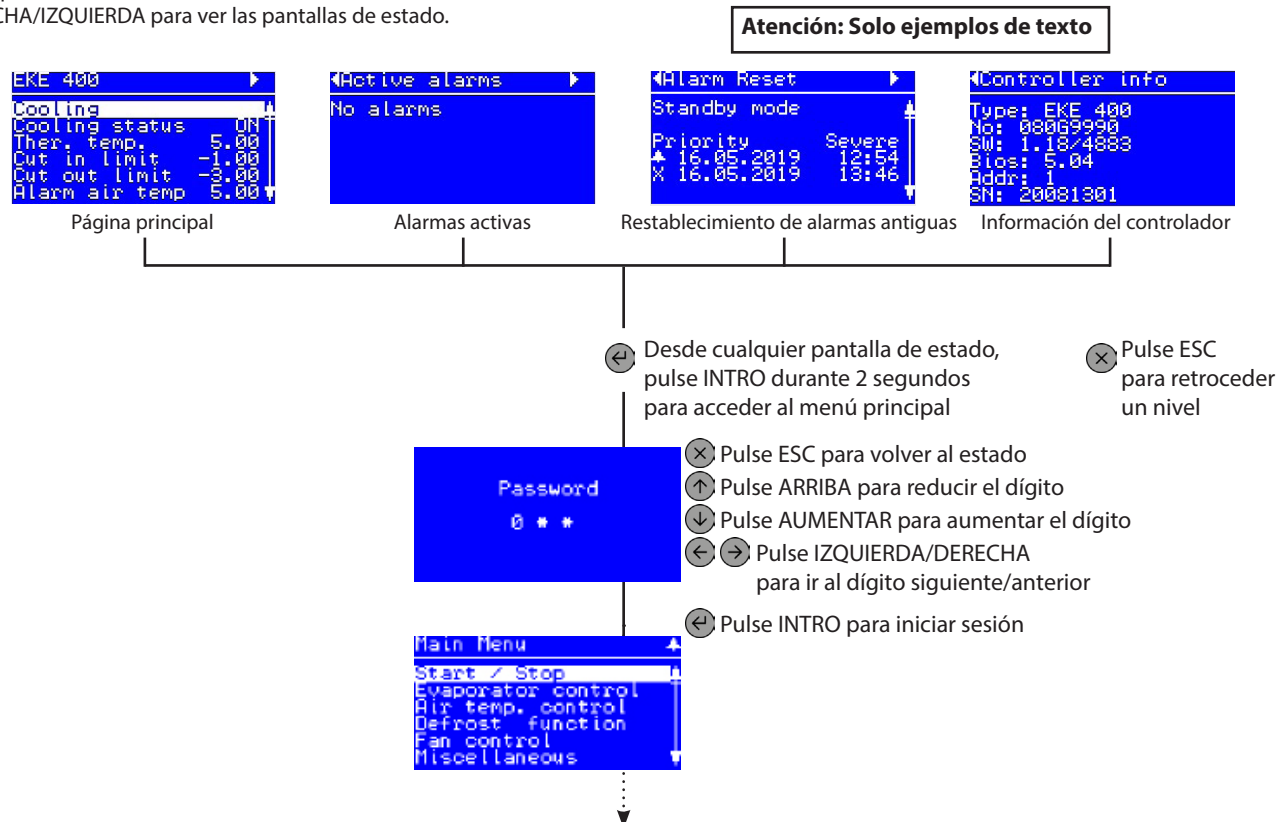 CHA/IZQUIERDA para ver las pantallas de estado.
Atención: Solo ejemplos de texto
EKE 400
Cooling
Cooling status ON
Ther. temp. 5.00
Cut in limit -1.00
Cut out limit -3.00
Alarm air temp 5.00
Active alarms
No alarms
Alarm Reset
Standby mode
Priority Severe
16.05.2019 12:54
X 16.05.2019 13:46
Controller info
Type: EKE 400
No: 080G9990
SW: 1.18/4883
Bios: 5.04
Addr: 1
SN: 20081301
Página principal
Alarmas activas
Restablecimiento de alarmas antiguas
Información del controlador
Desde cualquier pantalla de estado,
pulse INTRO durante 2 segundos
para acceder al menú principal
Pulse ESC
para retroceder
un nivel
Password
0 * *
Pulse ESC para volver al estado
Pulse ARRIBA para reducir el dígito
Pulse AUMENTAR para aumentar el dígito
Pulse IZQUIERDA/DERECHA
para ir al dígito siguiente/anterior
Pulse INTRO para iniciar sesión
Main Menu
Start / Stop
Evaporator control
Air temp. control
Defrost function
Fan control
Miscellaneous